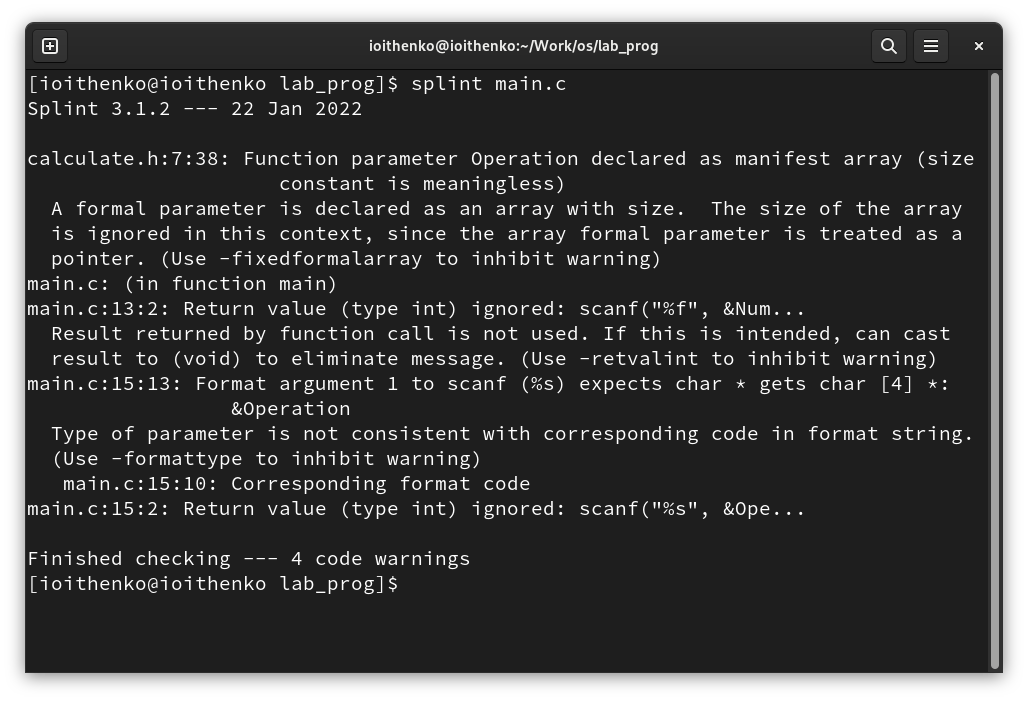 ioithenko@ioithenko:~/Work/os/lab_prog
[ioithenko@ioithenko lab_prog]$ splint main.c
Splint 3.1.2 --- 22 Jan 2022
calculate.h:7:38: Function parameter Operation declared as manifest array (size
constant is meaningless)
A formal parameter is declared as an array with size.  The size of the array
is ignored in this context, since the array formal parameter is treated as a
pointer. (Use -fixedformalarray to inhibit warning)
main.c: (in function main)
main.c:13:2: Return value (type int) ignored: scanf("%f", &Num...
Result returned by function call is not used. If this is intended, can cast
result to (void) to eliminate message. (Use -retvalint to inhibit warning)
main.c:15:13: Format argument 1 to scanf (%s) expects char * gets char [4] *:
&Operation
Type of parameter is not consistent with corresponding code in format string.
(Use -formattype to inhibit warning)
main.c:15:10: Corresponding format code
main.c:15:2: Return value (type int) ignored: scanf("%s", &Ope...
Finished checking --- 4 code warnings
[ioithenko@ioithenko lab_prog]$